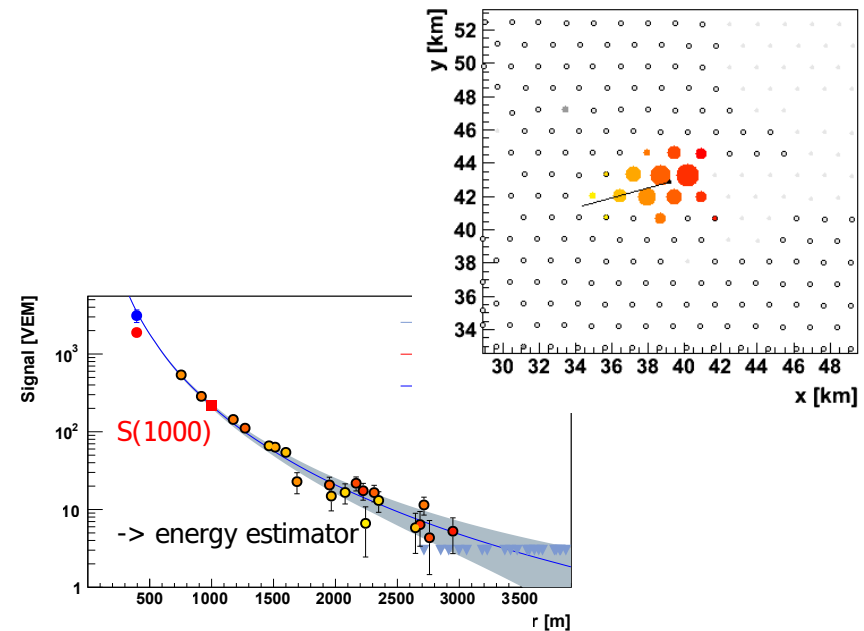 y [km]
52
50
48
46
44
42
40
38
36
34
30 32 34 36 38 40 42 44 46 48
x [km]
Signal [VEM]
10³
10²
10
1
S(1000)
-> energy estimator
500 1000 1500 2000 2500 3000 3500
r [m]